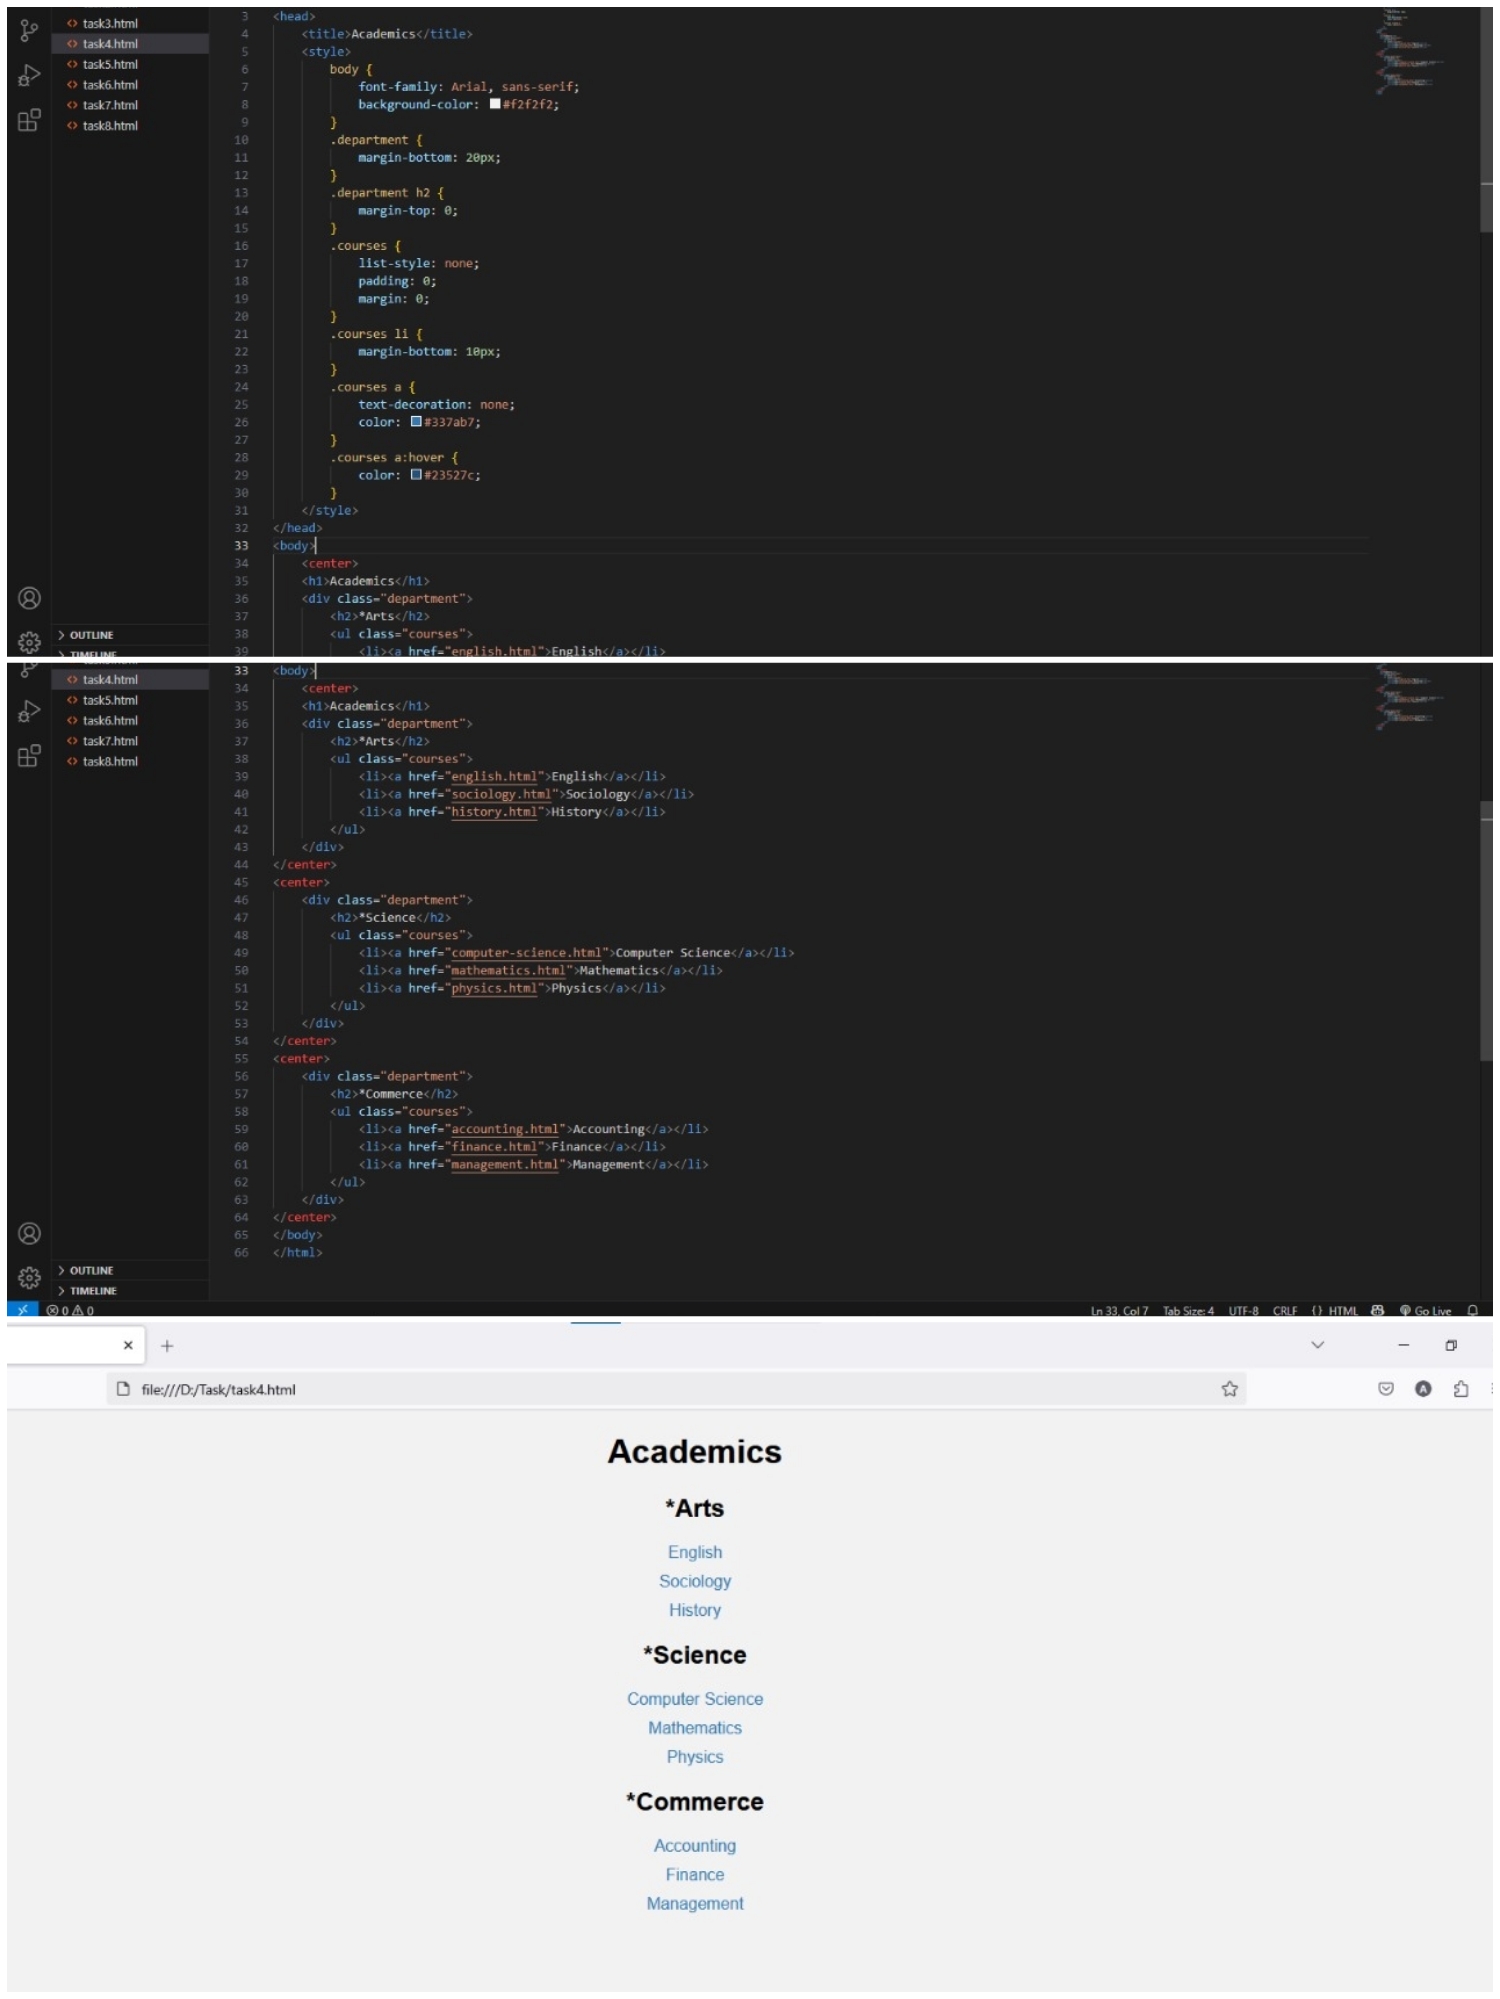 task3.html
task4.html
task5.html
task6.html
task7.html
task8.html
OUTLINE
TIMELINE
3 <head>
4 <title>Academics</title>
5 <style>
6 body {
7 font-family: Arial, sans-serif;
8 background-color: #f2f2f2;
9 }
10 .department {
11 margin-bottom: 20px;
12 }
13 .department h2 {
14 margin-top: 0;
15 }
16 .courses {
17 list-style: none;
18 padding: 0;
19 margin: 0;
20 }
21 .courses li {
22 margin-bottom: 10px;
23 }
24 .courses a {
25 text-decoration: none;
26 color: #337ab7;
27 }
28 .courses a:hover {
29 color: #23527c;
30 }
31 </style>
32 </head>
33 <body>
34 <center>
35 <h1>Academics</h1>
36 <div class="department">
37 <h2>*Arts</h2>
38 <ul class="courses">
39 <li><a href="english.html">English</a></li>
task4.html
task5.html
task6.html
task7.html
task8.html
OUTLINE
TIMELINE
33 <body>
34 <center>
35 <h1>Academics</h1>
36 <div class="department">
37 <h2>*Arts</h2>
38 <ul class="courses">
39 <li><a href="english.html">English</a></li>
40 <li><a href="sociology.html">Sociology</a></li>
41 <li><a href="history.html">History</a></li>
42 </ul>
43 </div>
44 </center>
45 <center>
46 <div class="department">
47 <h2>*Science</h2>
48 <ul class="courses">
49 <li><a href="computer-science.html">Computer Science</a></li>
50 <li><a href="mathematics.html">Mathematics</a></li>
51 <li><a href="physics.html">Physics</a></li>
52 </ul>
53 </div>
54 </center>
55 <center>
56 <div class="department">
57 <h2>*Commerce</h2>
58 <ul class="courses">
59 <li><a href="accounting.html">Accounting</a></li>
60 <li><a href="finance.html">Finance</a></li>
61 <li><a href="management.html">Management</a></li>
62 </ul>
63 </div>
64 </center>
65 </body>
66 </html>
0 0 Ln 33, Col 7 Tab Size: 4 UTF-8 CRLF {} HTML Go Live
file:///D:/Task/task4.html A
Academics
*Arts
English
Sociology
History
*Science
Computer Science
Mathematics
Physics
*Commerce
Accounting
Finance
Management